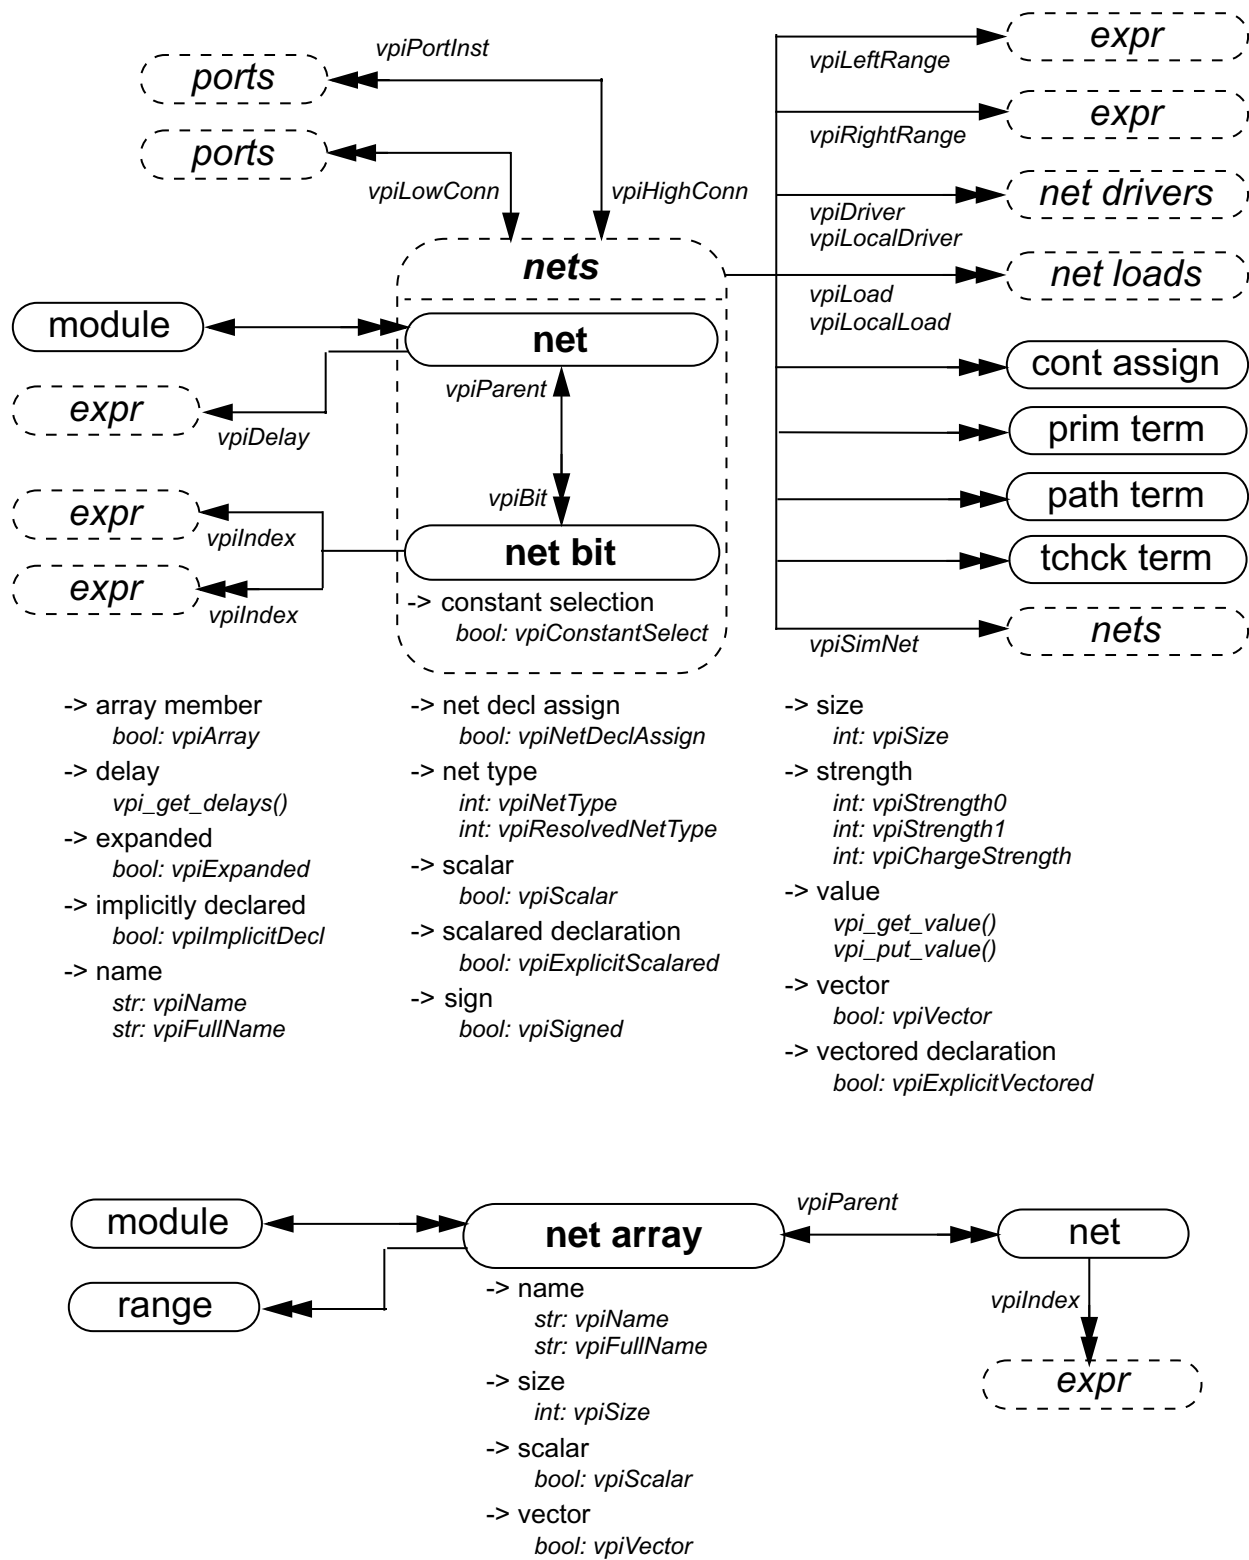 vpiPortInst
ports
ports
vpiLowConn
vpiHighConn
expr
vpiLeftRange
expr
vpiRightRange
net drivers
vpiDriver
vpiLocalDriver
nets
net loads
vpiLoad
vpiLocalLoad
module
net
cont assign
vpiParent
expr
vpiDelay
prim term
vpiBit
path term
expr
vpiIndex
net bit
tchck term
expr
vpiIndex
-> constant selection
bool: vpiConstantSelect
nets
vpiSimNet
-> array member
bool: vpiArray
-> delay
vpi_get_delays()
-> expanded
bool: vpiExpanded
-> implicitly declared
bool: vpiImplicitDecl
-> name
str: vpiName
str: vpiFullName
-> net decl assign
bool: vpiNetDeclAssign
-> net type
int: vpiNetType
int: vpiResolvedNetType
-> scalar
bool: vpiScalar
-> scalared declaration
bool: vpiExplicitScalared
-> sign
bool: vpiSigned
-> size
int: vpiSize
-> strength
int: vpiStrength0
int: vpiStrength1
int: vpiChargeStrength
-> value
vpi_get_value()
vpi_put_value()
-> vector
bool: vpiVector
-> vectored declaration
bool: vpiExplicitVectored
module
net array
vpiParent
net
range
vpiIndex
expr
-> name
str: vpiName
str: vpiFullName
-> size
int: vpiSize
-> scalar
bool: vpiScalar
-> vector
bool: vpiVector